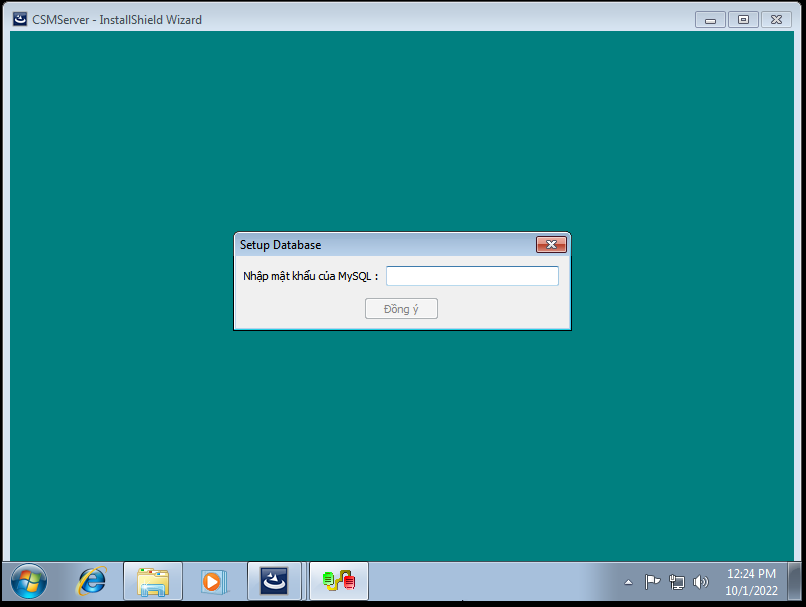 CSMServer - InstallShield Wizard
Setup Database
Nhập mật khẩu của MySQL :
Đồng ý
12:24 PM
10/1/2022